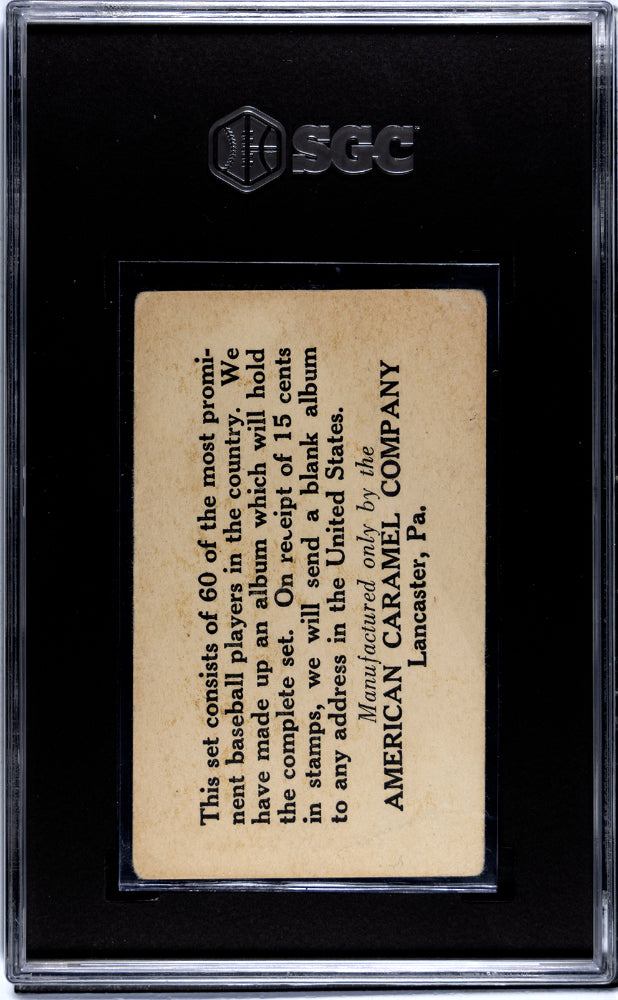 SGC
This set consists of 60 of the most promi-
nent baseball players in the country. We
have made up an album which will hold
the complete set. On receipt of 15 cents
in stamps, we will send a blank album
to any address in the United States.
Manufactured only by the
AMERICAN CARAMEL COMPANY
Lancaster, Pa.